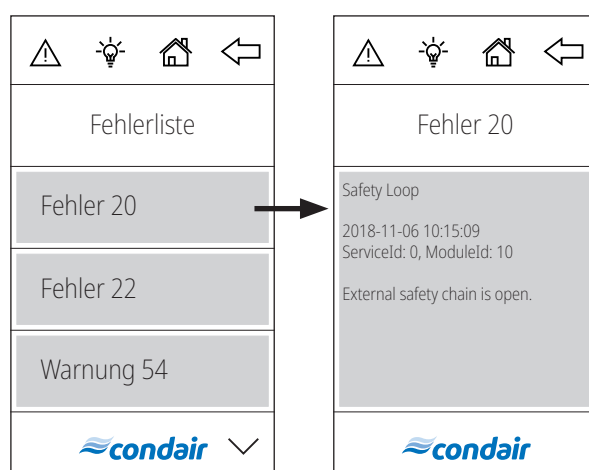 Fehlerliste
Fehler 20
Fehler 22
Warnung 54
condair
Fehler 20
Safety Loop
2018-11-06 10:15:09
ServiceId: 0, ModuleId: 10
External safety chain is open.
condair